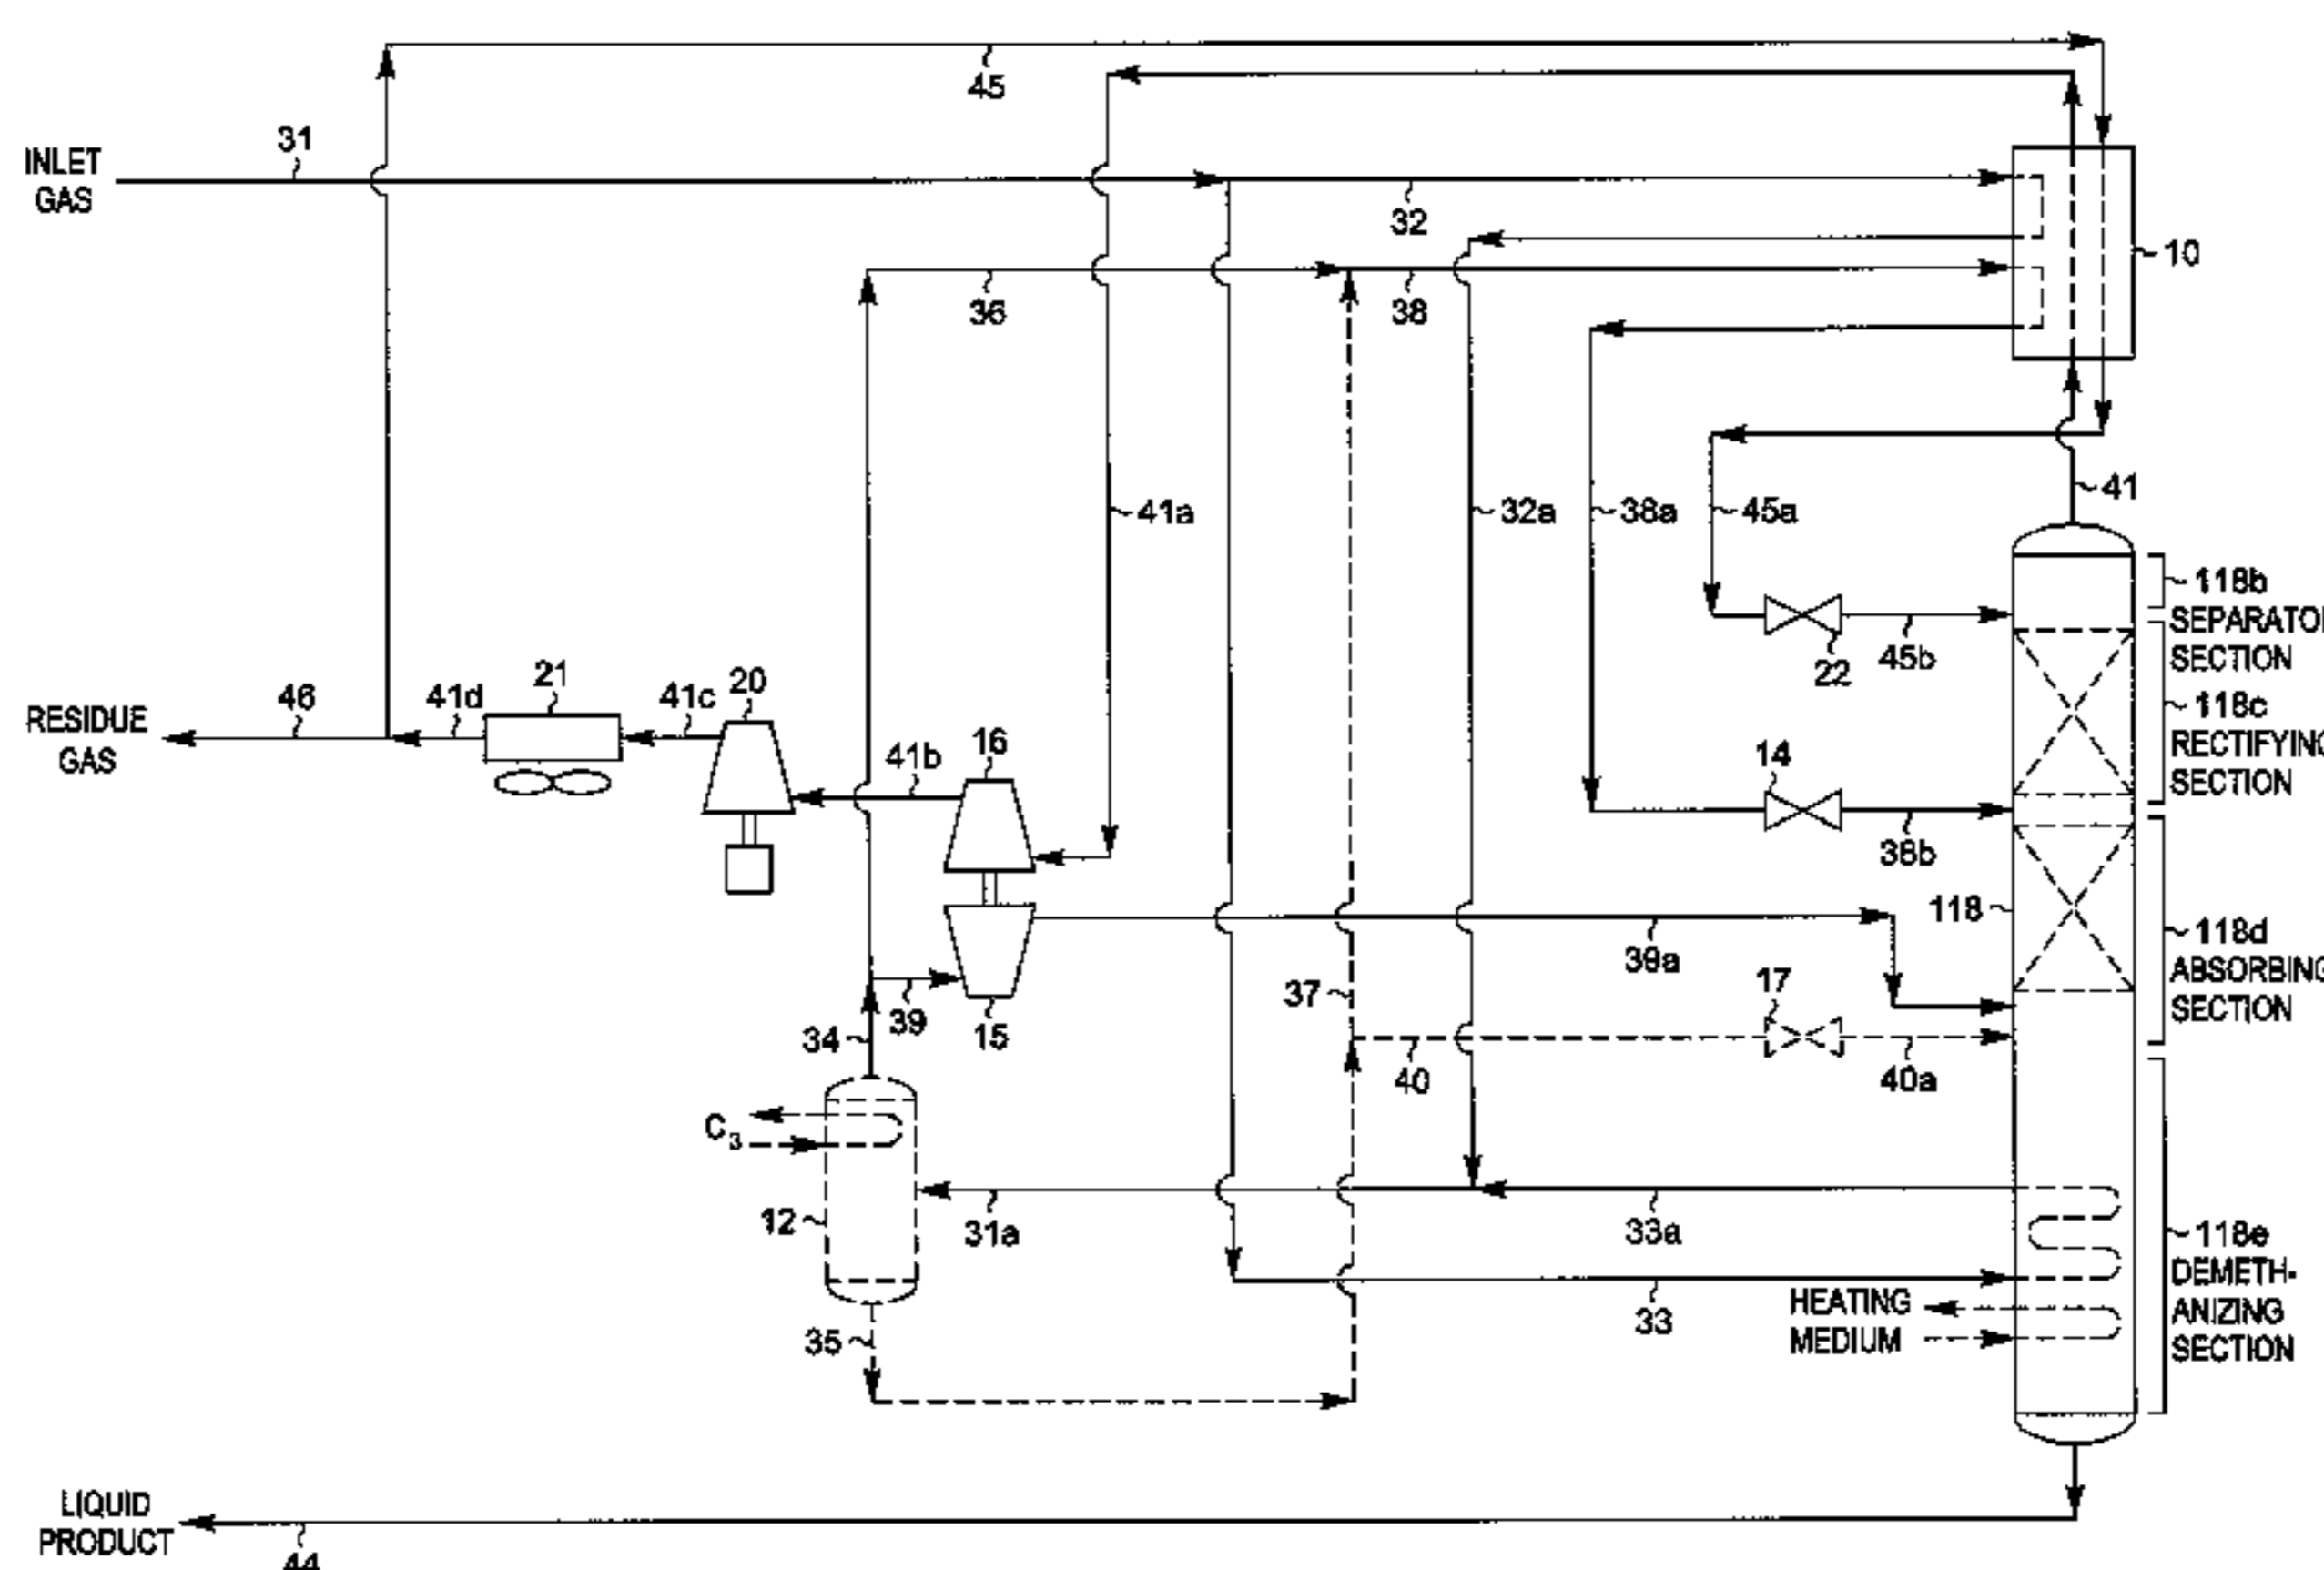 45
31
INLET
GAS
32
10
36
38
41
41a
32a
38a
45a
118b
SEPARATO
SECTION
22
45b
118c
RECTIFYING
SECTION
46
41d
21
41c
20
RESIDUE
GAS
41b
16
14
38b
118
118d
ABSORBING
SECTION
39a
37
17
39
15
34
40
40a
C3
12
31a
33a
118e
DEMETH-
ANIZING
SECTION
33
HEATING
MEDIUM
35
LIQUID
PRODUCT
44